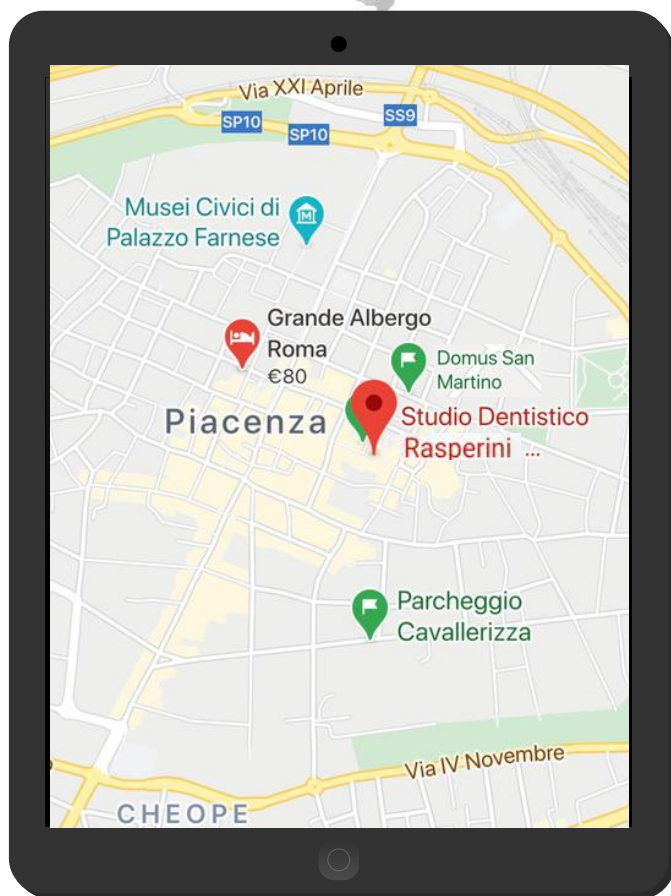 Via XXI Aprile
SP10
SP10
SS9
Musei Civici di
Palazzo Farnese
M
Grande Albergo
Roma
€80
Domus San
Martino
Piacenza
Studio Dentistico
Rasperini ...
Parcheggio
Cavallerizza
Via IV Novembre
CHEOPE